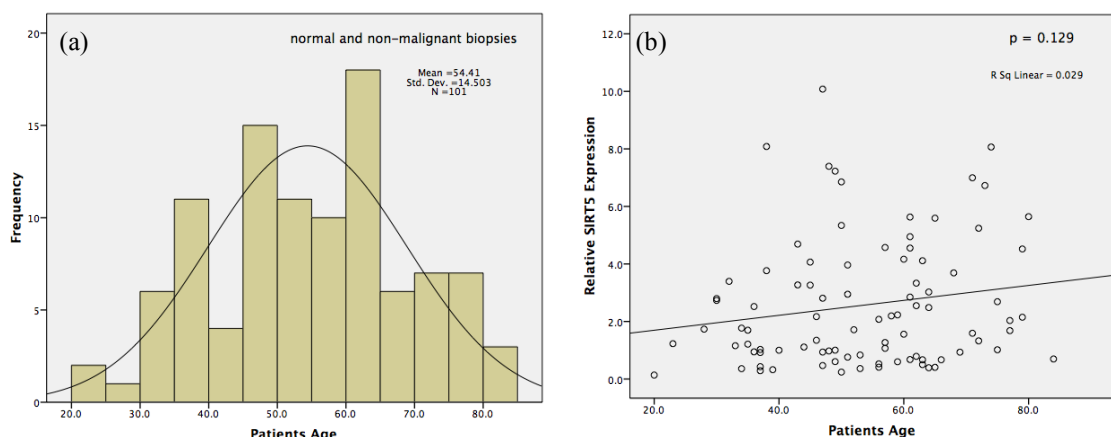 (a)
normal and non-malignant biopsies
Mean =54.41
Std. Dev. =14.503
N =101
20
15
10
5
0
Frequency
20.0 30.0 40.0 50.0 60.0 70.0 80.0
Patients Age
(b)
p = 0.129
R Sq Linear = 0.029
12.0
10.0
8.0
6.0
4.0
2.0
0.0
Relative SIRT5 Expression
20.0 40.0 60.0 80.0
Patients Age